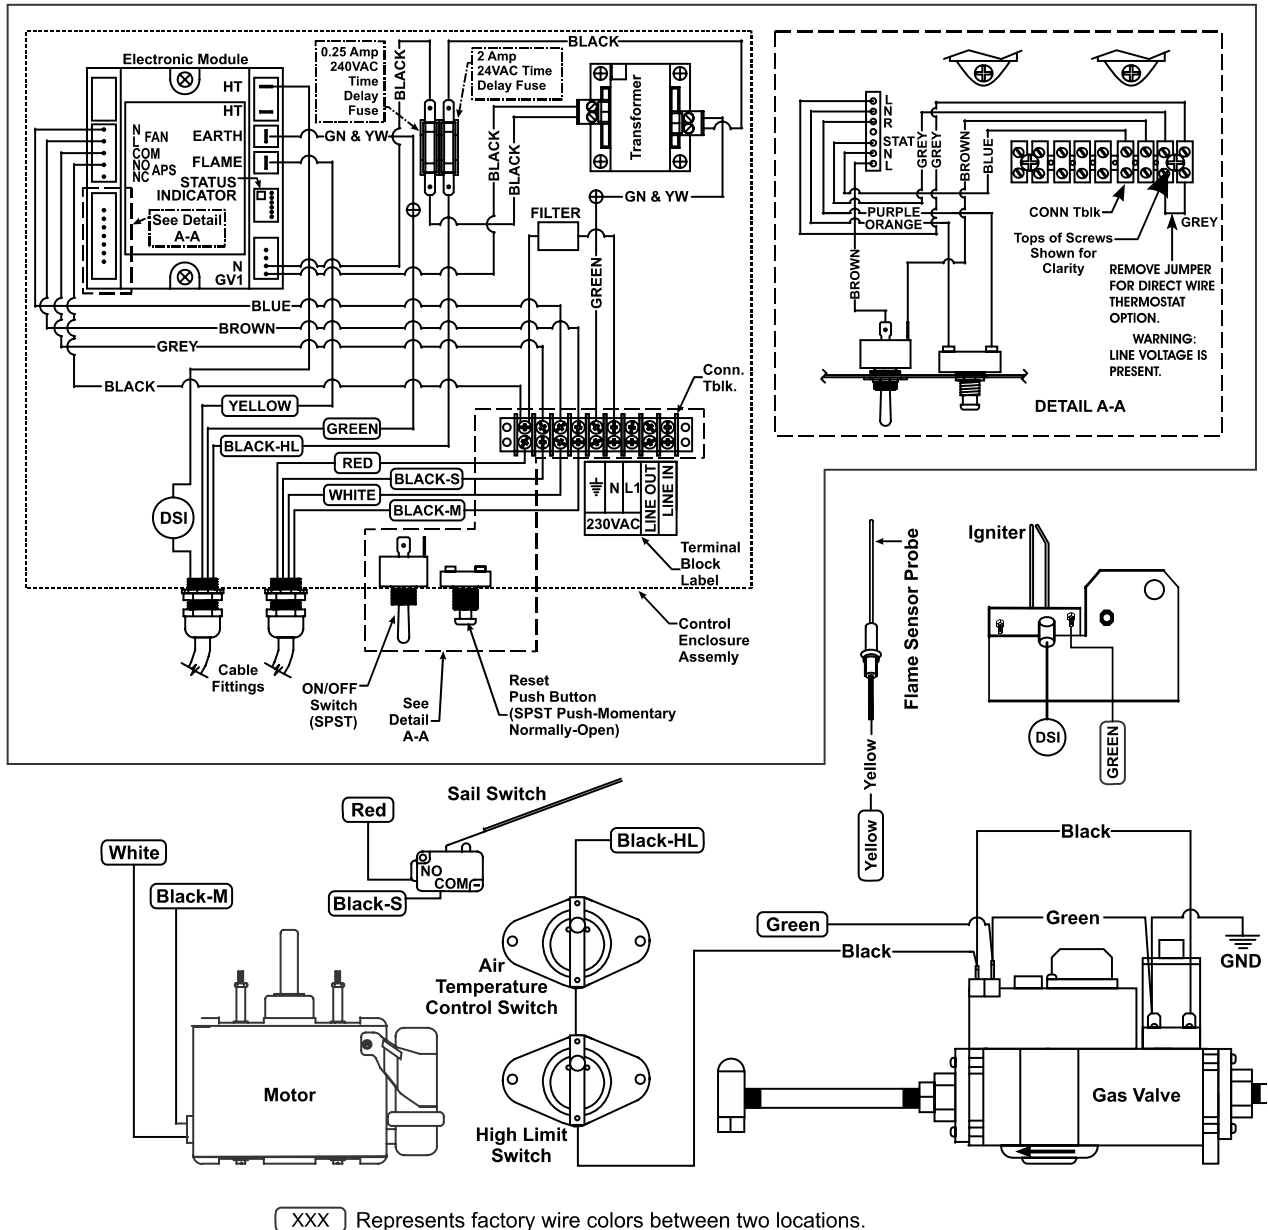 Electronic Module
HT
HT
EARTH
FLAME
STATUS
INDICATOR
N
L
FAN
COM
NO
NC
APS
See Detail
A-A
N
GV1
0.25 Amp
240VAC
Time
Delay
Fuse
BLACK
2 Amp
24VAC Time
Delay Fuse
BLACK
GN & YW
BLACK
BLACK
Transformer
GN & YW
FILTER
GREEN
BLUE
BROWN
GREY
BLACK
YELLOW
GREEN
BLACK-HL
RED
BLACK-S
WHITE
BLACK-M
DSI
Conn.
Tblk.
N
L1
230VAC
LINE OUT
LINE IN
Terminal
Block
Label
Control
Enclosure
Assemly
Cable
Fittings
ON/OFF
Switch
(SPST)
See
Detail
A-A
Reset
Push Button
(SPST Push-Momentary
Normally-Open)
L
N
R
STAT
N
L
GREY
GREY
BROWN
BLUE
PURPLE
ORANGE
BROWN
CONN Tblk
Tops of Screws
Shown for
Clarity
GREY
REMOVE JUMPER
FOR DIRECT WIRE
THERMOSTAT
OPTION.
WARNING:
LINE VOLTAGE IS
PRESENT.
DETAIL A-A
Flame Sensor Probe
Yellow
Yellow
Igniter
DSI
GREEN
Sail Switch
Red
NO
COM
Black-S
White
Black-M
Motor
Black-HL
Air
Temperature
Control Switch
High Limit
Switch
Green
Black
Black
Green
GND
Gas Valve
XXX Represents factory wire colors between two locations.